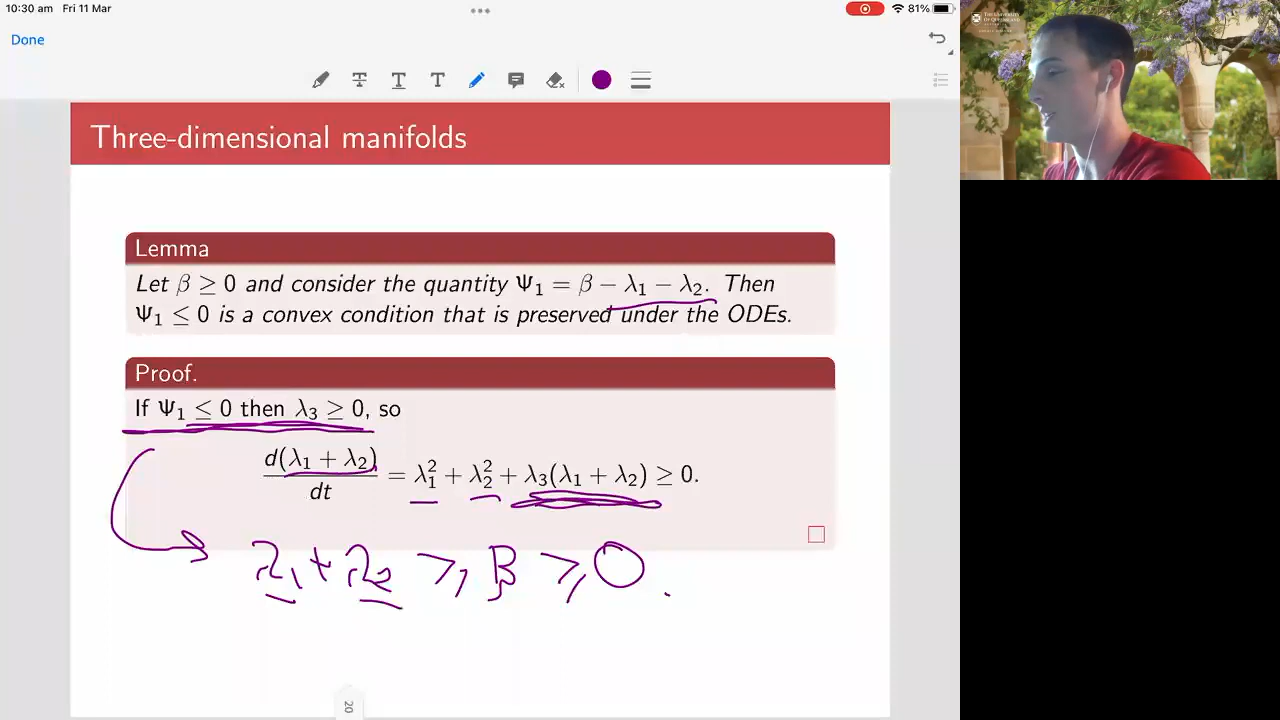 10:30 am Fri 11 Mar
81%
Done
Three-dimensional manifolds
Lemma
Let β ≥ 0 and consider the quantity Ψ₁ = β − λ₁ − λ₂. Then
Ψ₁ ≤ 0 is a convex condition that is preserved under the ODEs.
Proof.
If Ψ₁ ≤ 0 then λ₃ ≥ 0, so
d(λ₁ + λ₂)/dt = λ₁² + λ₂² + λ₃(λ₁ + λ₂) ≥ 0.
λ₁ + λ₂ ≥ β ≥ 0.
20